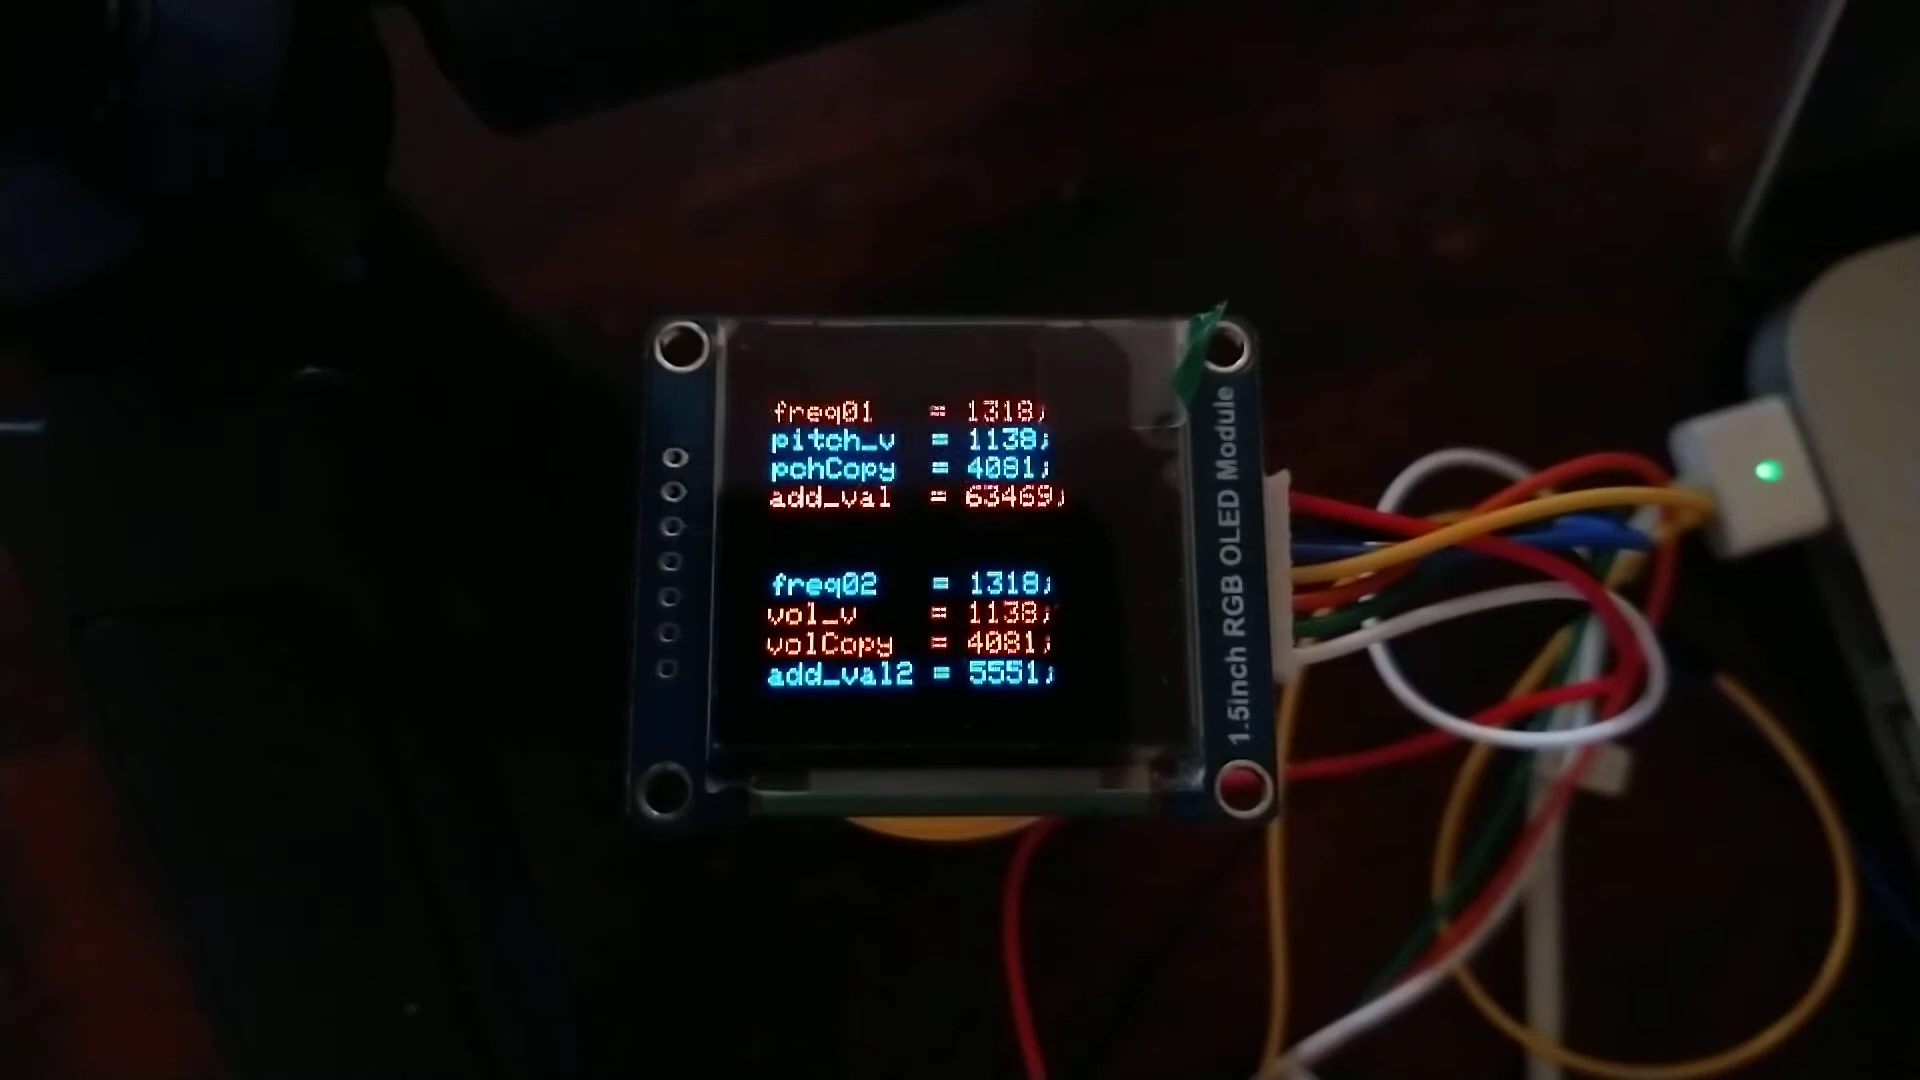 freq01 = 1318;
pitch_v = 1138;
pchCopy = 4081;
add_val = 63469;
freq02 = 1318;
vol_v = 1138;
volCopy = 4081;
add_val2 = 5551;
1.5inch RGB OLED Module